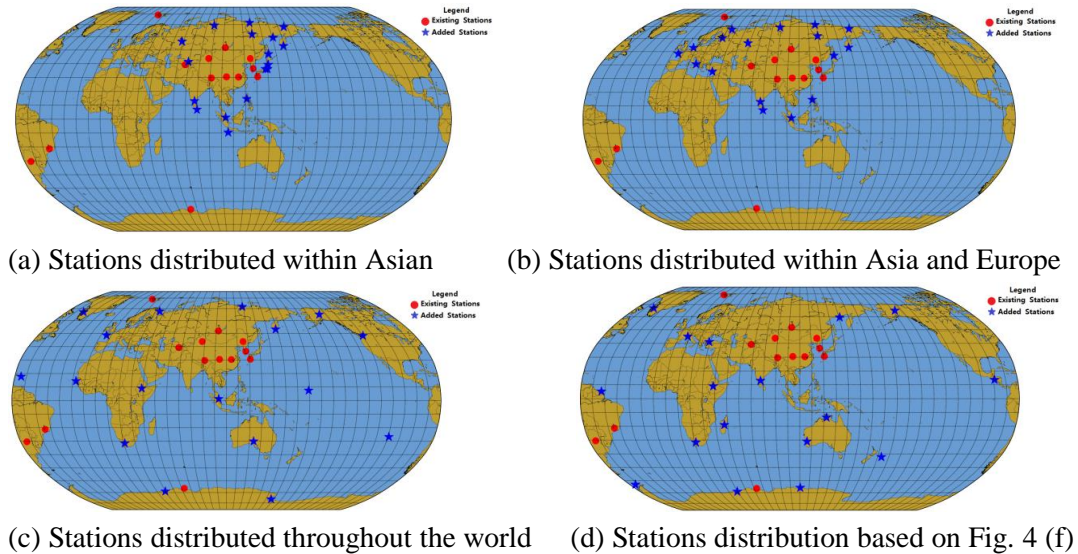 Legend
Existing Stations
Added Stations
Legend
Existing Stations
Added Stations
(a) Stations distributed within Asian
(b) Stations distributed within Asia and Europe
Legend
Existing Stations
Added Stations
Legend
Existing Stations
Added Stations
(c) Stations distributed throughout the world
(d) Stations distribution based on Fig. 4 (f)